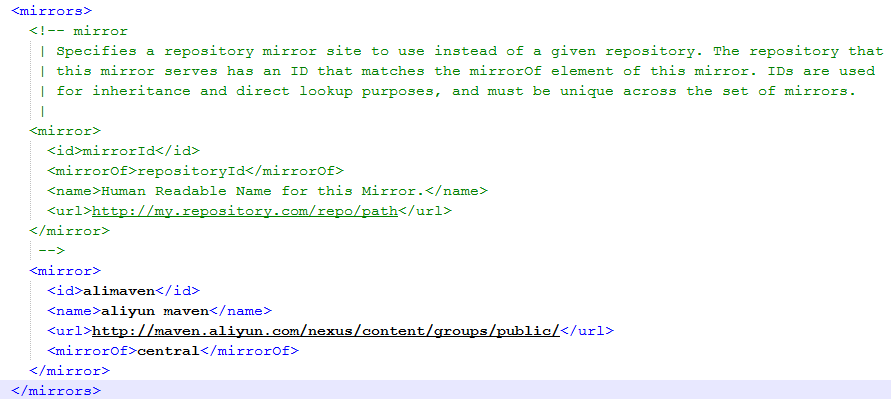 <mirrors>
<!-- mirror
| Specifies a repository mirror site to use instead of a given repository. The repository that
| this mirror serves has an ID that matches the mirrorOf element of this mirror. IDs are used
| for inheritance and direct lookup purposes, and must be unique across the set of mirrors.
|
<mirror>
<id>mirrorId</id>
<mirrorOf>repositoryId</mirrorOf>
<name>Human Readable Name for this Mirror.</name>
<url>http://my.repository.com/repo/path</url>
</mirror>
-->
<mirror>
<id>alimaven</id>
<name>aliyun maven</name>
<url>http://maven.aliyun.com/nexus/content/groups/public/</url>
<mirrorOf>central</mirrorOf>
</mirror>
</mirrors>